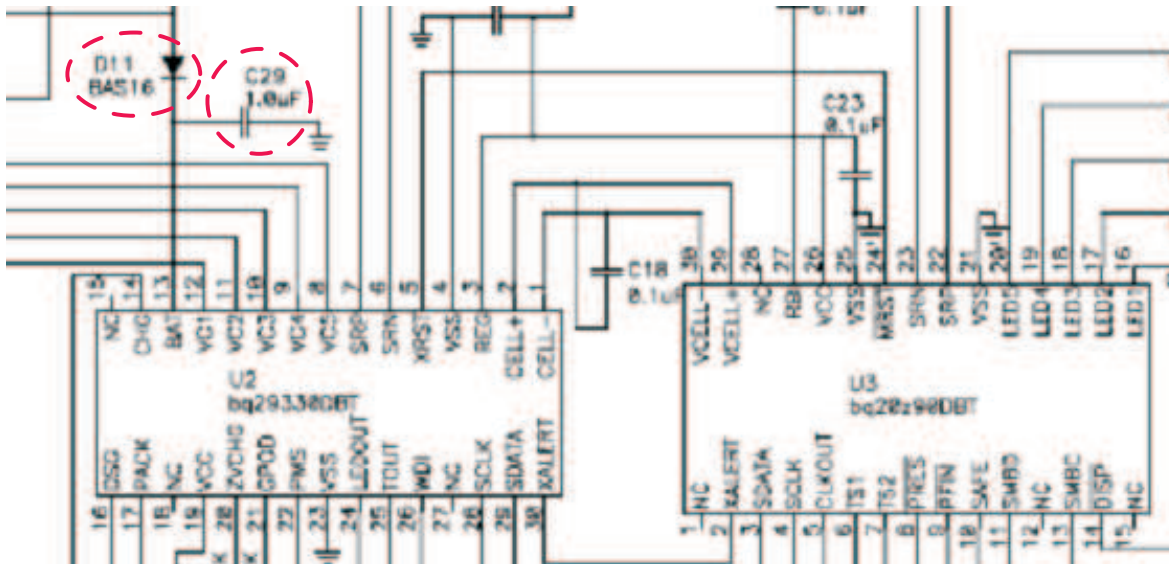 0.1uF
D11
BAS16
C29
1.0uF
C23
0.1uF
C18
0.1uF
15 14 13 12 11 10 9 8 7 6 5 4 3 2 1
NC CHG BAT VC1 VC2 VC3 VC4 VC5 SRP SRN XRST VSS REG CELL+ CELL-
U2
bq29330DBT
DSG PACK NC VCC ZVCHG GPOD PMS VSS LEDOUT TOUT WDI NC SCLK SDATA XALERT
16 17 18 19 20 21 22 23 24 25 26 27 28 29 30
K K
30 29 28 27 26 25 24 23 22 21 20 19 18 17 16
VCELL- VCELL+ NC RBI VCC VSS MRST SRN SRP VSS LED5 LED4 LED3 LED2 LED1
U3
bq20z90DBT
NC XALERT SDATA SCLK CLKOUT TS1 TS2 PRES PFIN SAFE SMBD NC SMBC DSP NC
1 2 3 4 5 6 7 8 9 10 11 12 13 14 15